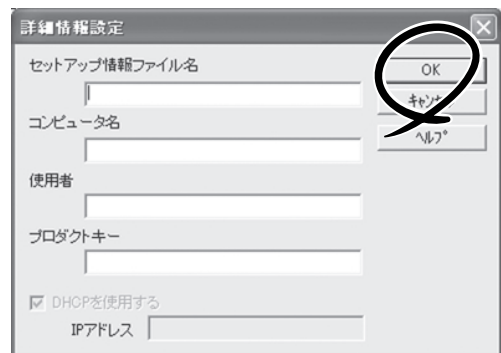 詳細情報設定
セットアップ情報ファイル名
OK
キャンセル
コンピュータ名
ヘルプ
使用者
プロダクトキー
DHCPを使用する
IPアドレス